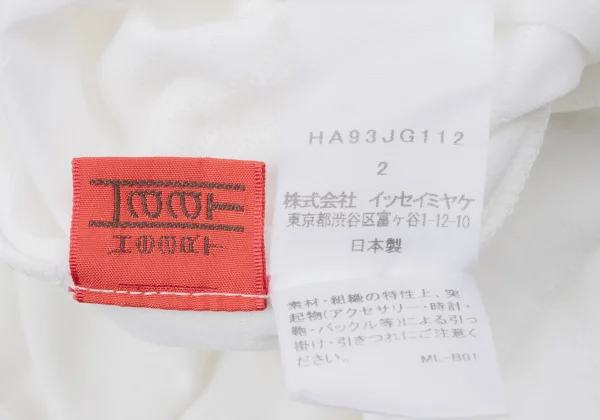 HaaT
HaaT
HA93JG112
2
株式会社 イッセイミヤケ
東京都渋谷区富ヶ谷1-12-10
日本製
素材・組織の特性上、突
起物(アクセサリー・時計・
鞄・バックル等)による引っ
掛け・引きつれにご注意く
ださい。 ML-B01